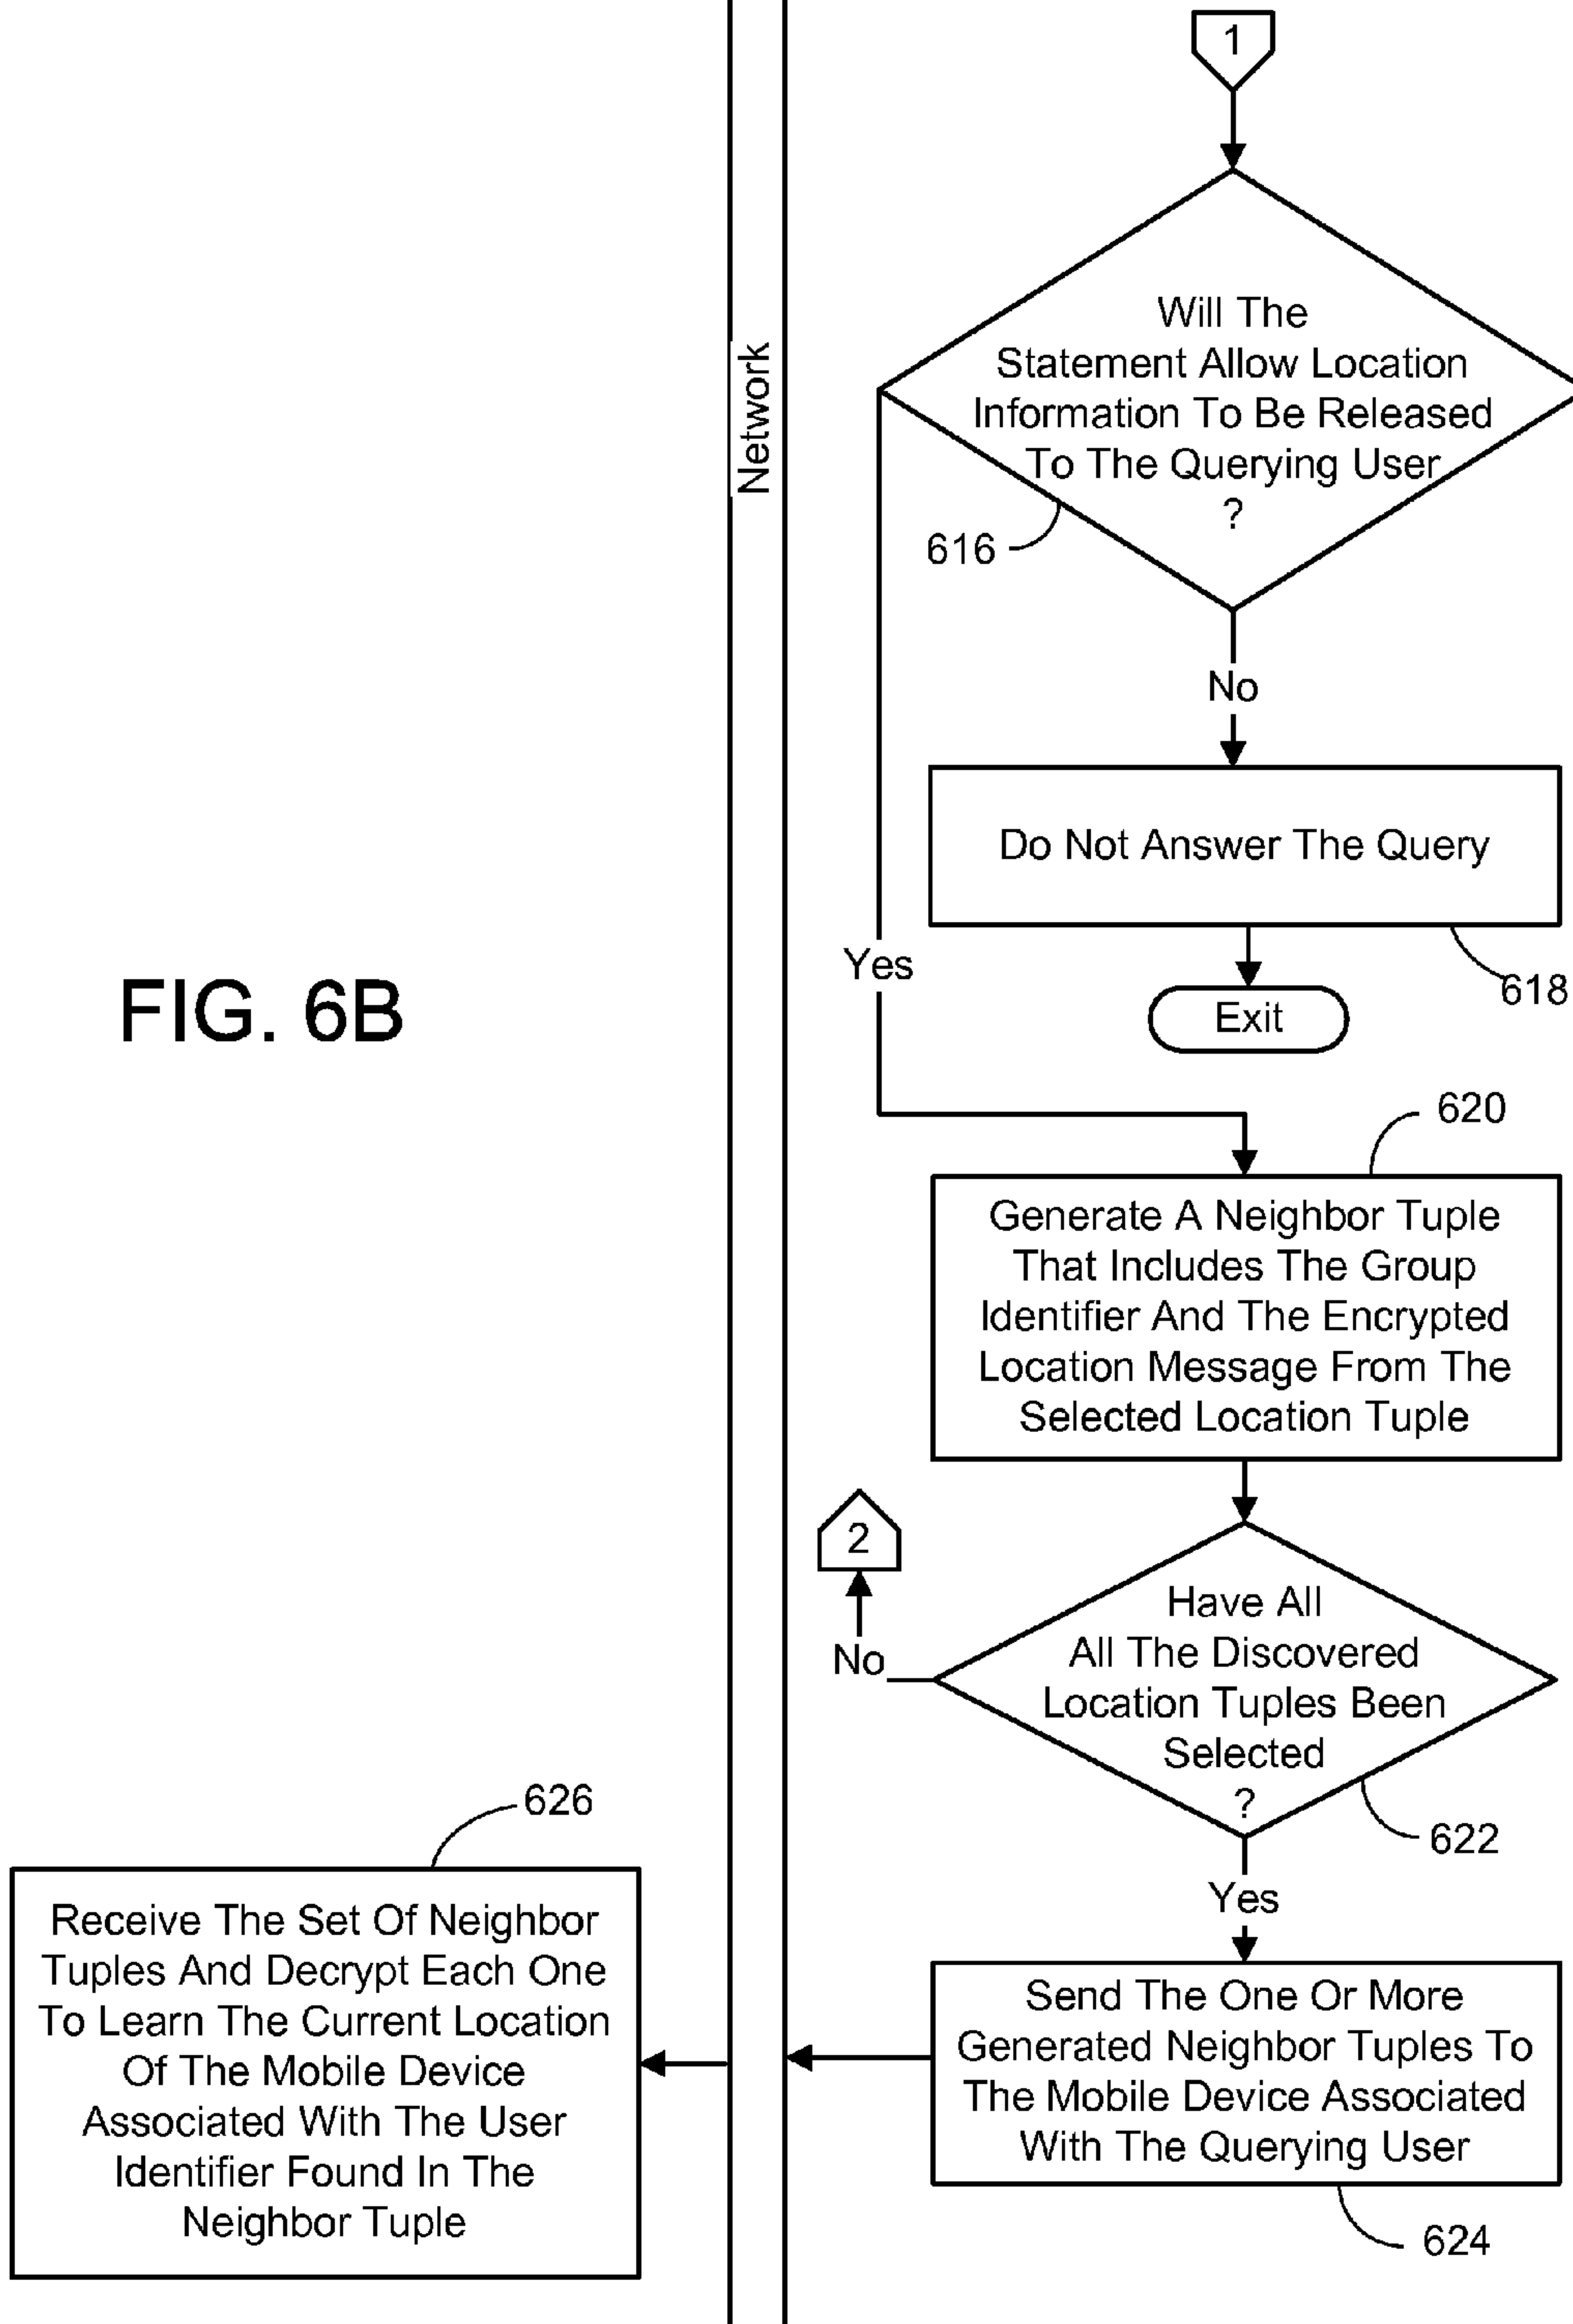 1
Network
Will The
Statement Allow Location
Information To Be Released
To The Querying User
?
616
No
Do Not Answer The Query
618
Yes
Exit
FIG. 6B
620
Generate A Neighbor Tuple
That Includes The Group
Identifier And The Encrypted
Location Message From The
Selected Location Tuple
2
No
Have All
All The Discovered
Location Tuples Been
Selected
?
622
Yes
626
Receive The Set Of Neighbor
Tuples And Decrypt Each One
To Learn The Current Location
Of The Mobile Device
Associated With The User
Identifier Found In The
Neighbor Tuple
Send The One Or More
Generated Neighbor Tuples To
The Mobile Device Associated
With The Querying User
624